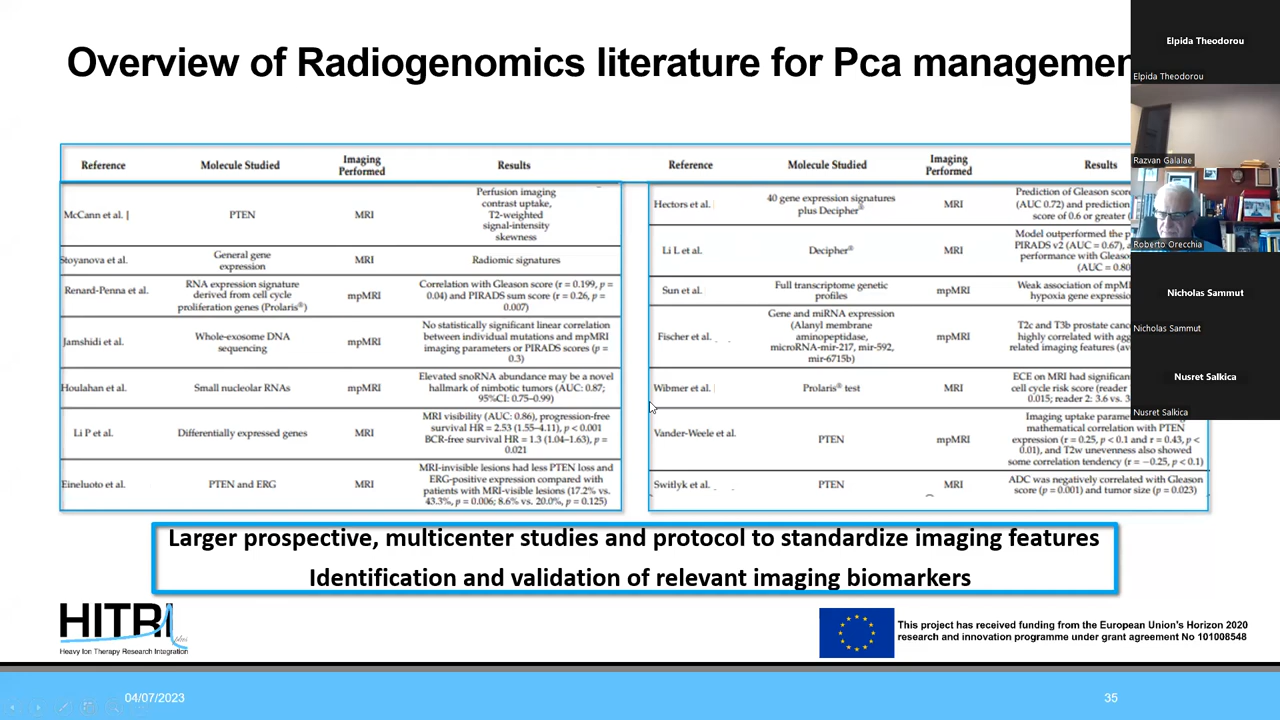 Overview of Radiogenomics literature for Pca managemen
Reference Molecule Studied Imaging Performed Results
McCann et al. PTEN MRI Perfusion imaging contrast uptake, T2-weighted signal-intensity skewness
Stoyanova et al. General gene expression MRI Radiomic signatures
Renard-Penna et al. RNA expression signature derived from cell cycle proliferation genes (Prolaris®) mpMRI Correlation with Gleason score (r = 0.199, p = 0.04) and PIRADS sum score (r = 0.26, p = 0.007)
Jamshidi et al. Whole-exosome DNA sequencing mpMRI No statistically significant linear correlation between individual mutations and mpMRI imaging parameters or PIRADS scores (p = 0.3)
Houlahan et al. Small nucleolar RNAs mpMRI Elevated snoRNA abundance may be a novel hallmark of nimbotic tumors (AUC: 0.87; 95%CI: 0.75–0.99)
Li P et al. Differentially expressed genes MRI MRI visibility (AUC: 0.86), progression-free survival HR = 2.53 (1.55–4.11), p < 0.001 BCR-free survival HR = 1.3 (1.04–1.63), p = 0.021
Eineluoto et al. PTEN and ERG MRI MRI-invisible lesions had less PTEN loss and ERG-positive expression compared with patients with MRI-visible lesions (17.2% vs. 43.3%, p = 0.006; 8.6% vs. 20.0%, p = 0.125)
Reference Molecule Studied Imaging Performed Results
Hectors et al. 40 gene expression signatures plus Decipher® MRI Prediction of Gleason score (AUC 0.72) and prediction score of 0.6 or greater
Li L et al. Decipher® MRI Model outperformed the p PIRADS v2 (AUC = 0.67), performance with Gleaso (AUC = 0.80
Sun et al. Full transcriptome genetic profiles mpMRI Weak association of mpM hypoxia gene expressio
Fischer et al. Gene and miRNA expression (Alanyl membrane aminopeptidase, microRNA-mir-217, mir-592, mir-6715b) mpMRI T2c and T3b prostate canc highly correlated with agg related imaging features (av
Wibmer et al. Prolaris® test MRI ECE on MRI had significan cell cycle risk score (reader 0.015; reader 2: 3.6 vs. 3
Vander-Weele et al. PTEN mpMRI Imaging uptake parame mathematical correlation with PTEN expression (r = 0.25, p < 0.1 and r = 0.43, p < 0.01), and T2w unevenness also showed some correlation tendency (r = −0.25, p < 0.1)
Switlyk et al. PTEN MRI ADC was negatively correlated with Gleason score (p = 0.001) and tumor size (p = 0.023)
Larger prospective, multicenter studies and protocol to standardize imaging features
Identification and validation of relevant imaging biomarkers
HITRI plus
Heavy Ion Therapy Research Integration
This project has received funding from the European Union's Horizon 2020
research and innovation programme under grant agreement No 101008548
04/07/2023
35
Elpida Theodorou
Elpida Theodorou
Razvan Galalae
Roberto Orecchia
Nicholas Sammut
Nicholas Sammut
Nusret Salkica
Nusret Salkica